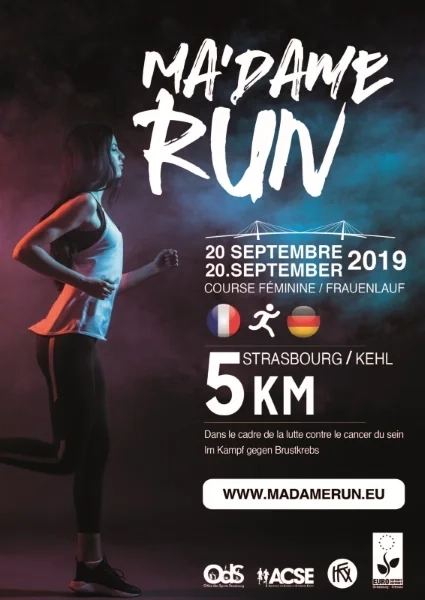 MA'DAME
RUN
20 SEPTEMBRE
20.SEPTEMBER 2019
COURSE FÉMININE / FRAUENLAUF
STRASBOURG / KEHL
5 KM
Dans le cadre de la lutte contre le cancer du sein
Im Kampf gegen Brustkrebs
WWW.MADAMERUN.EU
OdS
ACSE
KFV
EURO